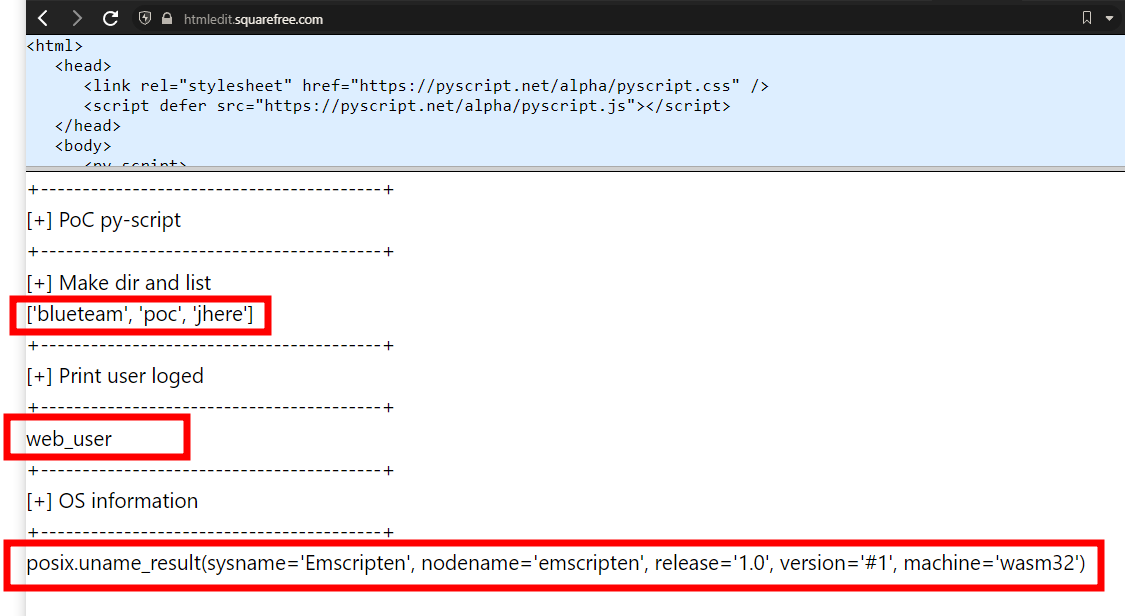 htmledit.squarefree.com
<html>
<head>
<link rel="stylesheet" href="https://pyscript.net/alpha/pyscript.css" />
<script defer src="https://pyscript.net/alpha/pyscript.js"></script>
</head>
<body>
<py-script>
+----------------------------------------+
[+] PoC py-script
+----------------------------------------+
[+] Make dir and list
['blueteam', 'poc', 'jhere']
+----------------------------------------+
[+] Print user loged
+----------------------------------------+
web_user
+----------------------------------------+
[+] OS information
+----------------------------------------+
posix.uname_result(sysname='Emscripten', nodename='emscripten', release='1.0', version='#1', machine='wasm32')